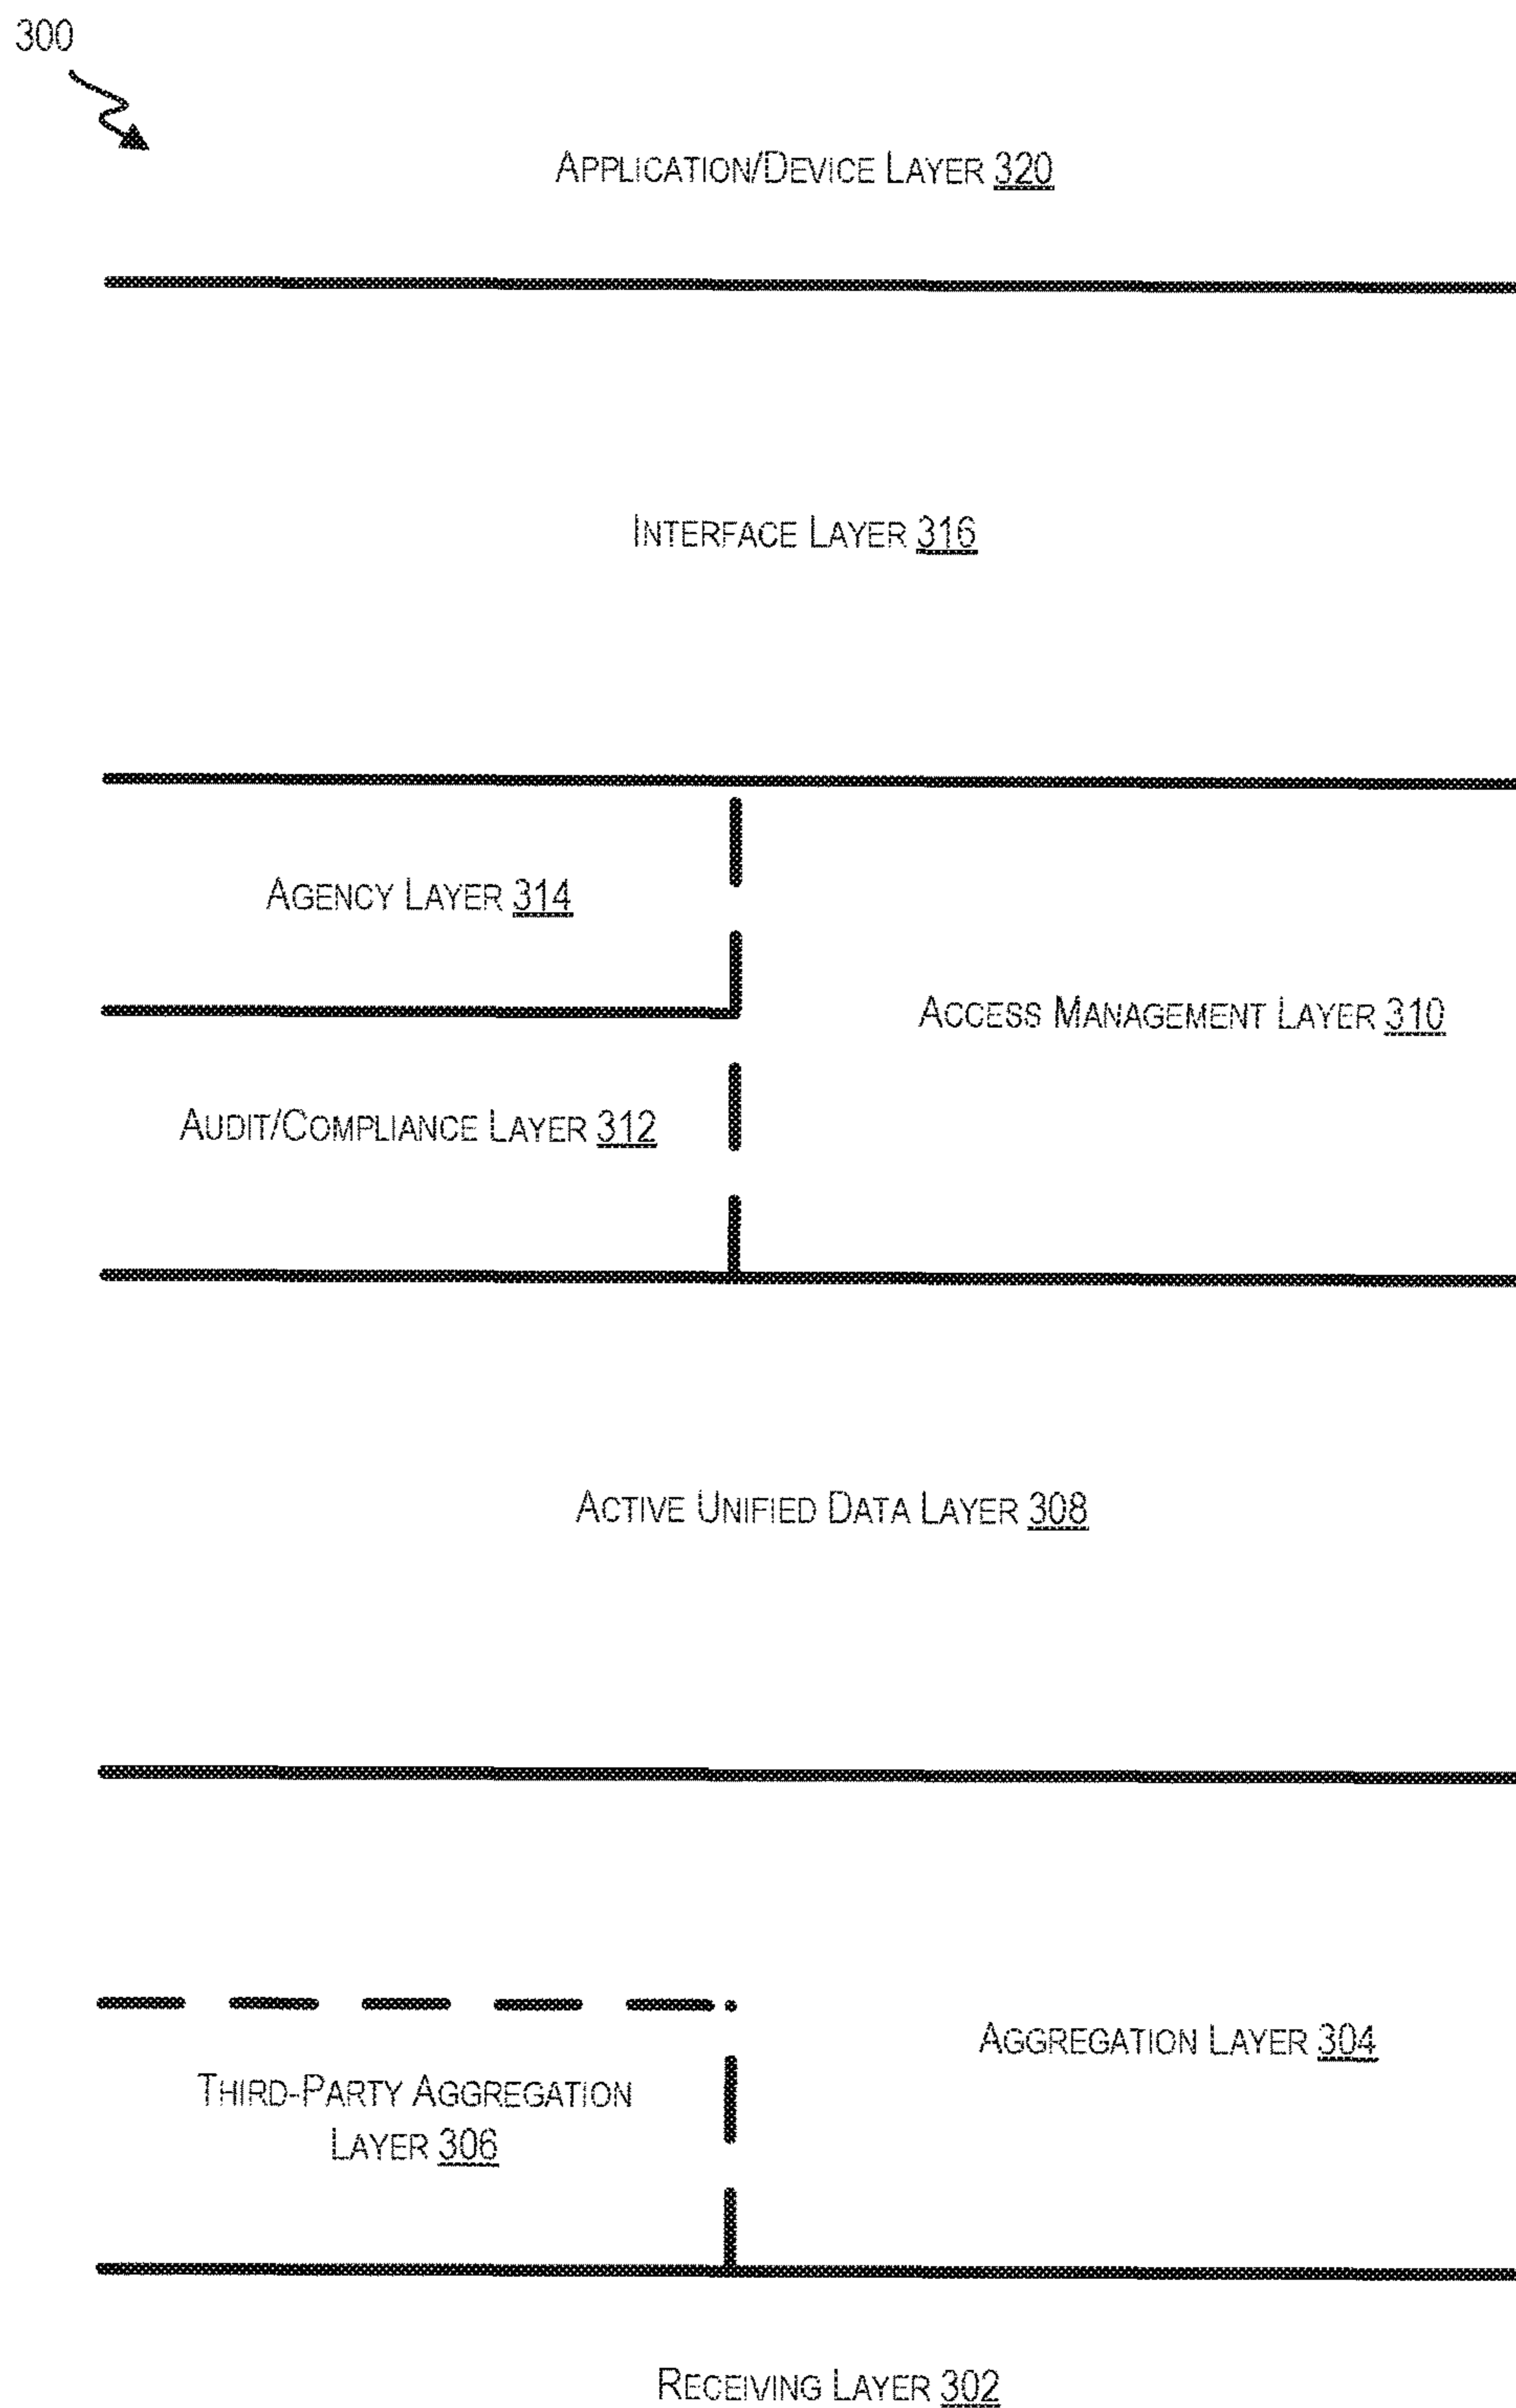 300
APPLICATION/DEVICE LAYER 320
INTERFACE LAYER 316
AGENCY LAYER 314
ACCESS MANAGEMENT LAYER 310
AUDIT/COMPLIANCE LAYER 312
ACTIVE UNIFIED DATA LAYER 308
AGGREGATION LAYER 304
THIRD-PARTY AGGREGATION
LAYER 306
RECEIVING LAYER 302